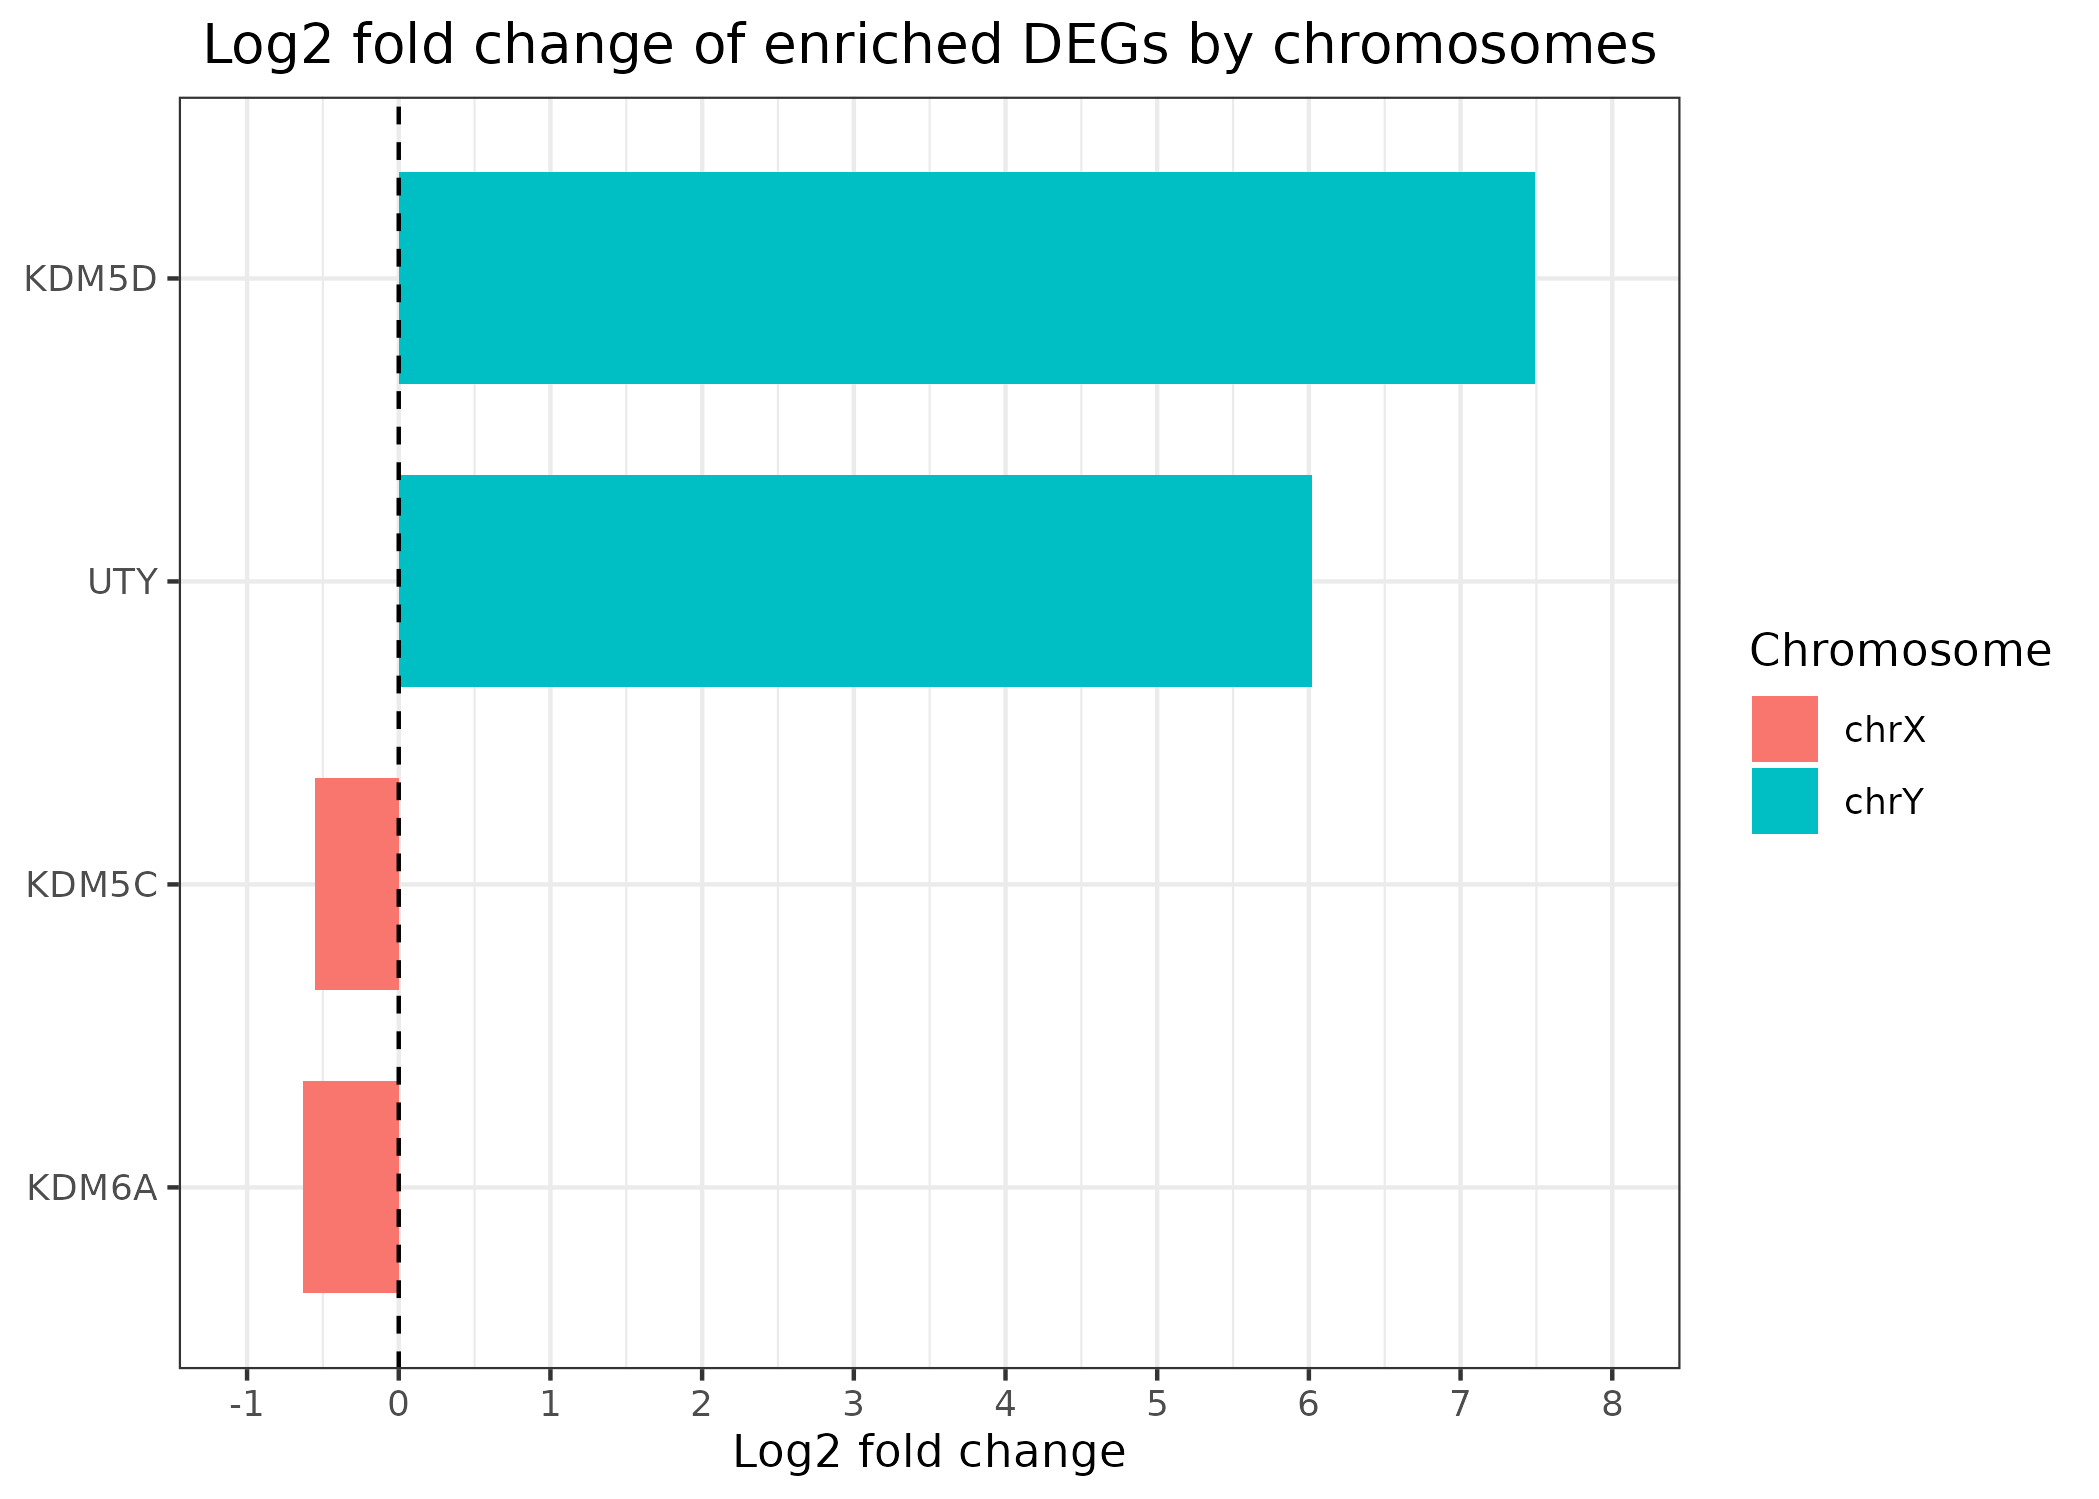 Log2 fold change of enriched DEGs by chromosomes
KDM5D
UTY
KDM5C
KDM6A
-1 0 1 2 3 4 5 6 7 8
Log2 fold change
Chromosome
chrX
chrY